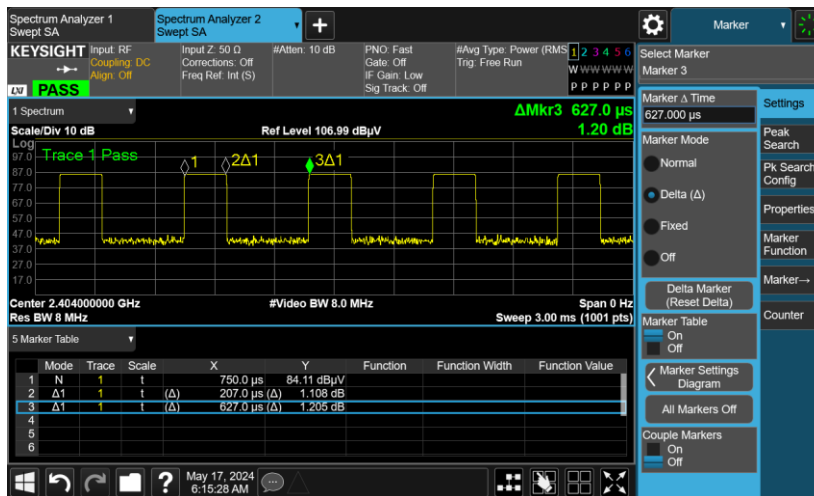 Spectrum Analyzer 1
Swept SA
Spectrum Analyzer 2
Swept SA
Marker
KEYSIGHT
Input: RF
Coupling: DC
Align: Off
Input Z: 50 Ω
Corrections: Off
Freq Ref: Int (S)
#Atten: 10 dB
PNO: Fast
Gate: Off
IF Gain: Low
Sig Track: Off
#Avg Type: Power (RMS
Trig: Free Run
1 2 3 4 5 6
W W W W W W
P P P P P P
LXI PASS
Select Marker
Marker 3
1 Spectrum
ΔMkr3 627.0 µs
1.20 dB
Scale/Div 10 dB
Ref Level 106.99 dBµV
Log
Trace 1 Pass
97.0
87.0
77.0
67.0
57.0
47.0
37.0
27.0
17.0
1
2Δ1
3Δ1
Center 2.404000000 GHz
#Video BW 8.0 MHz
Span 0 Hz
Res BW 8 MHz
Sweep 3.00 ms (1001 pts)
5 Marker Table
Mode Trace Scale X Y Function Function Width Function Value
1 N 1 t 750.0 µs 84.11 dBµV
2 Δ1 1 t (Δ) 207.0 µs (Δ) 1.108 dB
3 Δ1 1 t (Δ) 627.0 µs (Δ) 1.205 dB
4
5
6
Marker Δ Time
627.000 µs
Marker Mode
Normal
Delta (Δ)
Fixed
Off
Delta Marker
(Reset Delta)
Marker Table
On
Off
Marker Settings
Diagram
All Markers Off
Couple Markers
On
Off
Settings
Peak
Search
Pk Search
Config
Properties
Marker
Function
Marker→
Counter
?
May 17, 2024
6:15:28 AM